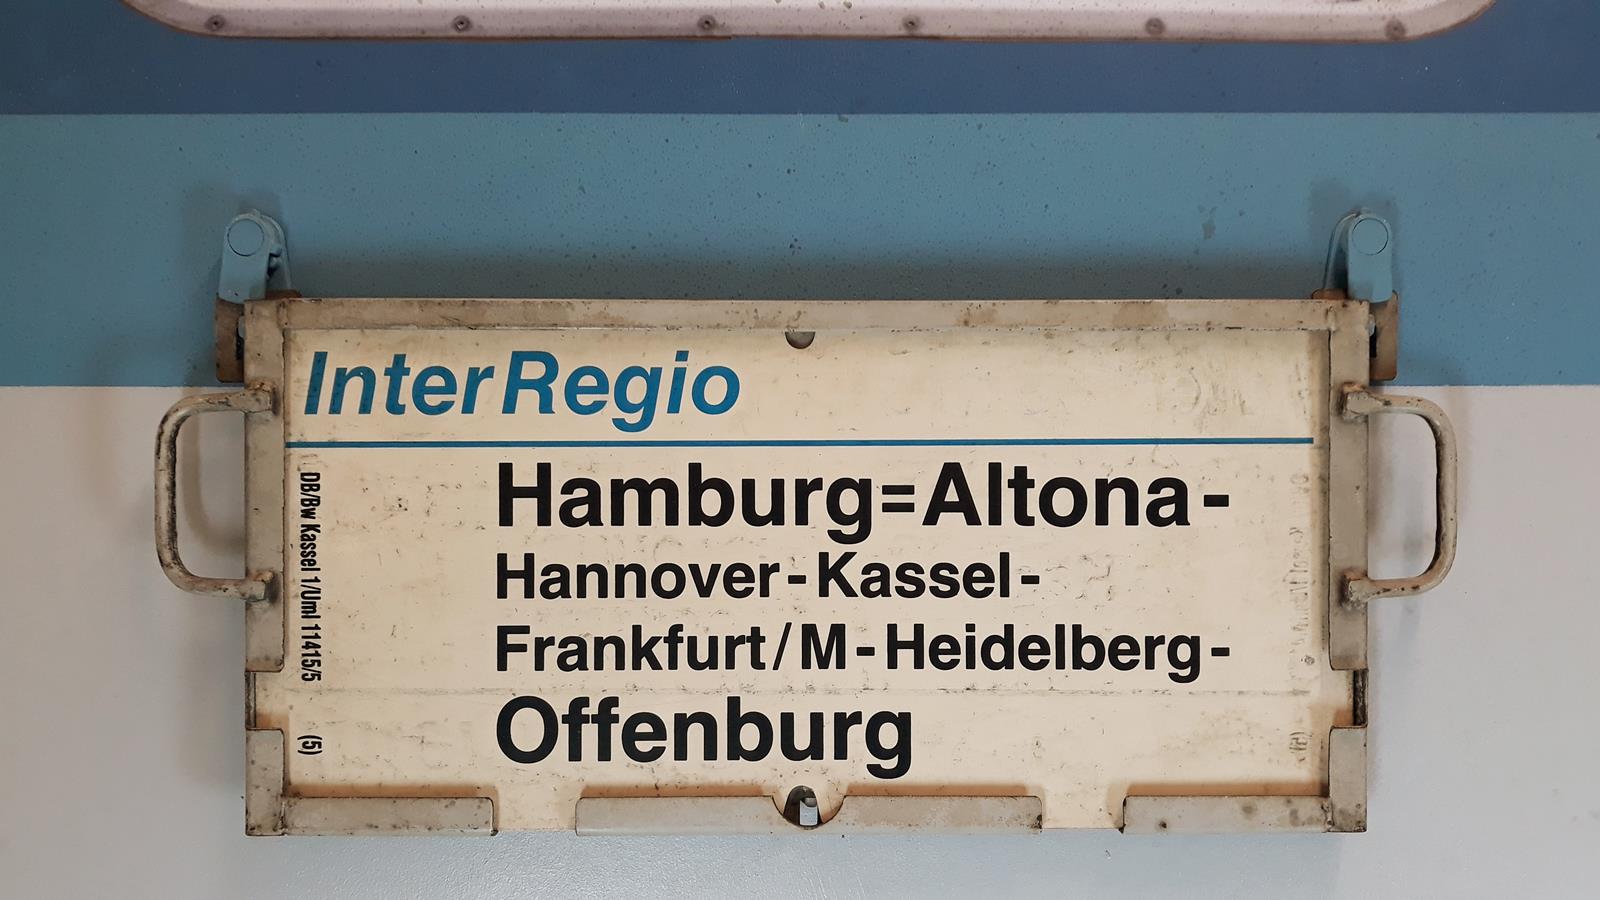 InterRegio
Hamburg=Altona-
Hannover-Kassel-
Frankfurt/M-Heidelberg-
Offenburg
DB/Bw Kassel 1/Uml 11415/5 (5)